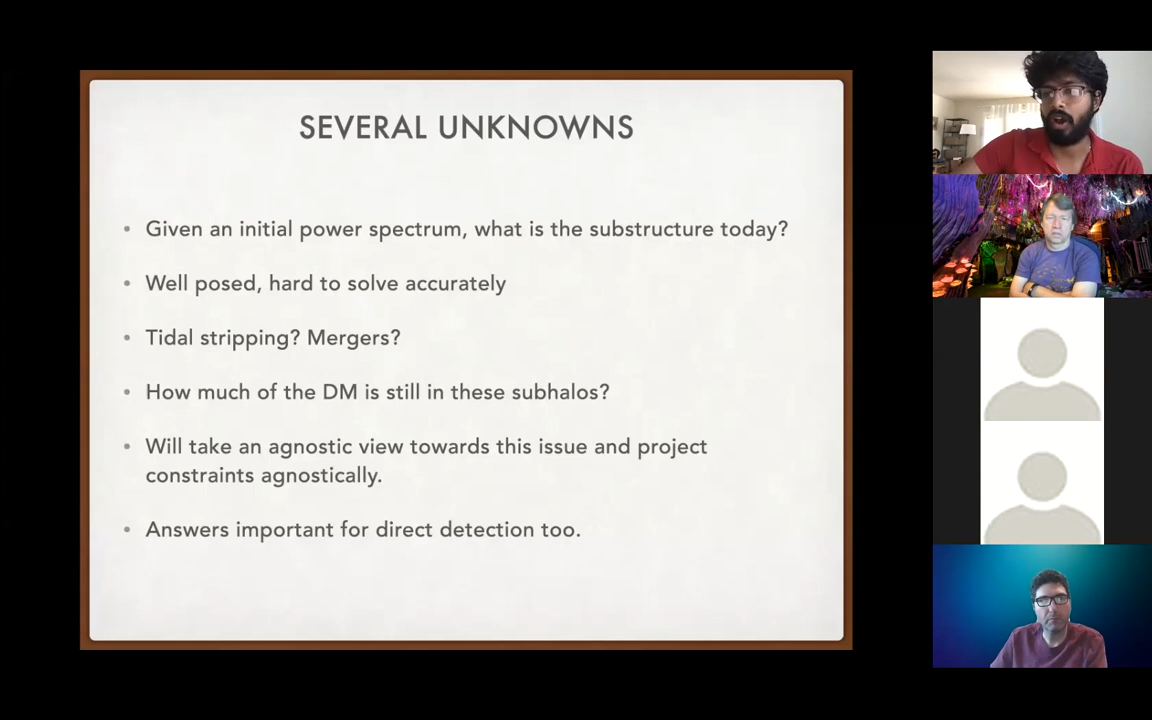 SEVERAL UNKNOWNS
• Given an initial power spectrum, what is the substructure today?
• Well posed, hard to solve accurately
• Tidal stripping? Mergers?
• How much of the DM is still in these subhalos?
• Will take an agnostic view towards this issue and project
constraints agnostically.
• Answers important for direct detection too.